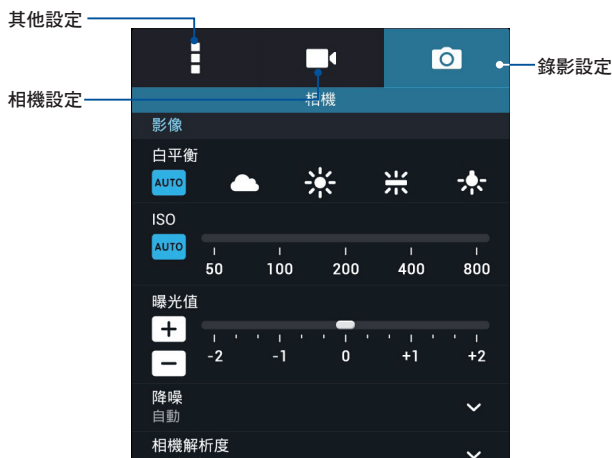 其他設定
相機設定
錄影設定
相機
影像
白平衡
AUTO
ISO
AUTO
50 100 200 400 800
曝光值
+
-2 -1 0 +1 +2
−
降噪
自動
相機解析度